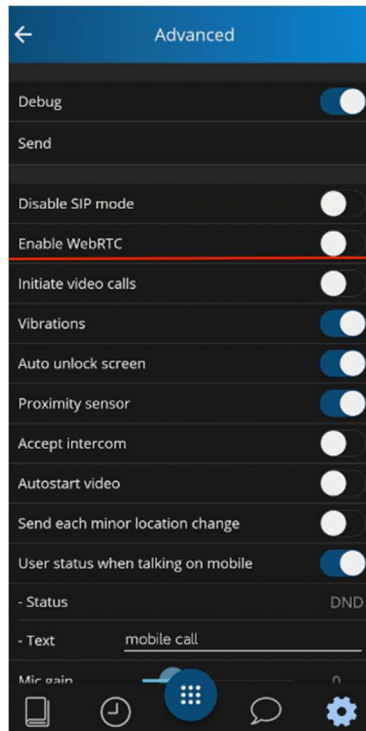 Advanced
Debug
Send
Disable SIP mode
Enable WebRTC
Initiate video calls
Vibrations
Auto unlock screen
Proximity sensor
Accept intercom
Autostart video
Send each minor location change
User status when talking on mobile
- Status DND
- Text mobile call
Mic gain 0